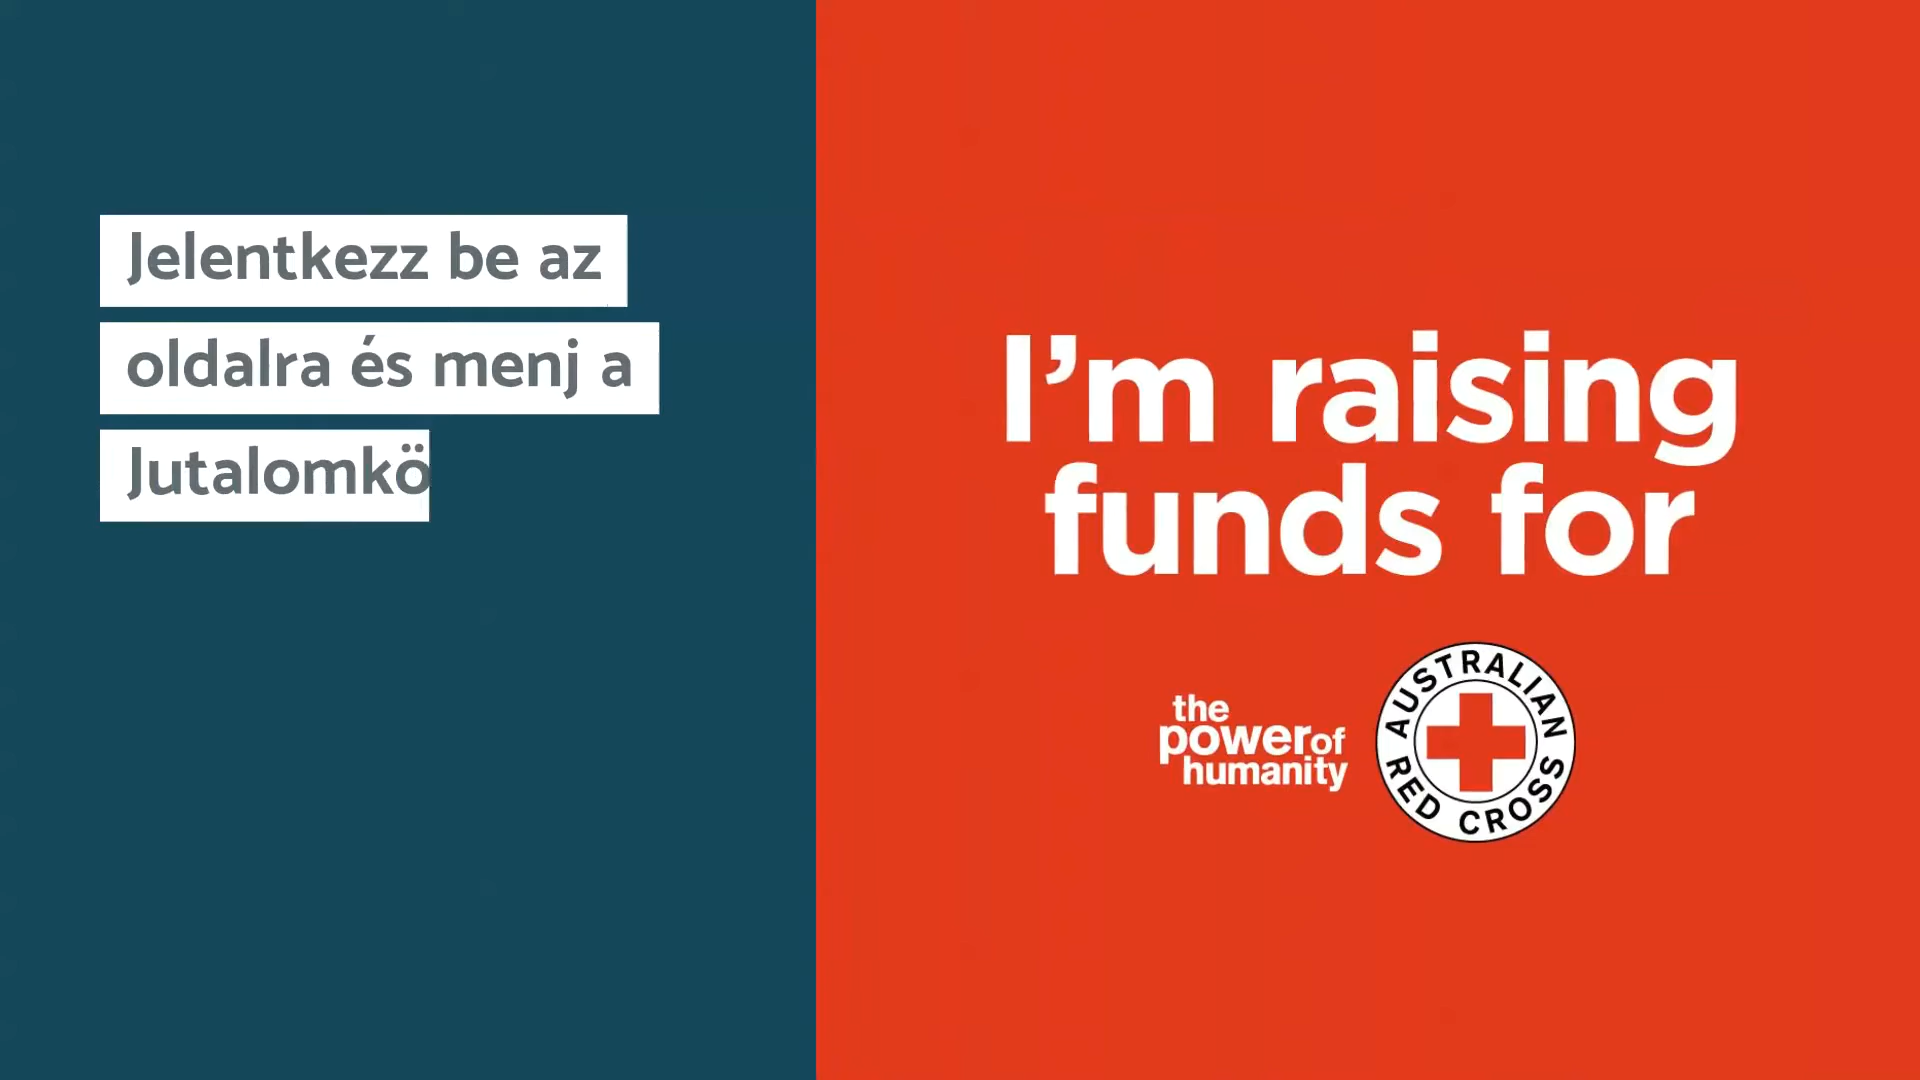 Jelentkezz be az
oldalra és menj a
Jutalomkö
I'm raising
funds for
the
power of
humanity
AUSTRALIAN
RED CROSS